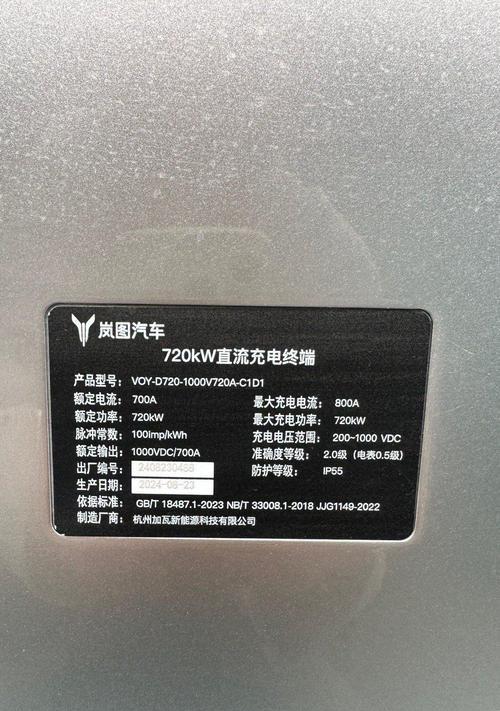 岚图汽车
720kW直流充电终端
产品型号: VOY-D720-1000V720A-C1D1
额定电流: 700A 最大充电电流: 800A
额定功率: 720kW 最大充电功率: 720kW
脉冲常数: 100imp/kWh 充电电压范围: 200~1000 VDC
额定输出: 1000VDC/700A 准确度等级: 2.0级 (电表0.5级)
出厂编号: 2408230488 防护等级: IP55
生产日期: 2024-08-23
依据标准: GB/T 18487.1-2023 NB/T 33008.1-2018 JJG1149-2022
制造厂商: 杭州加瓦新能源科技有限公司